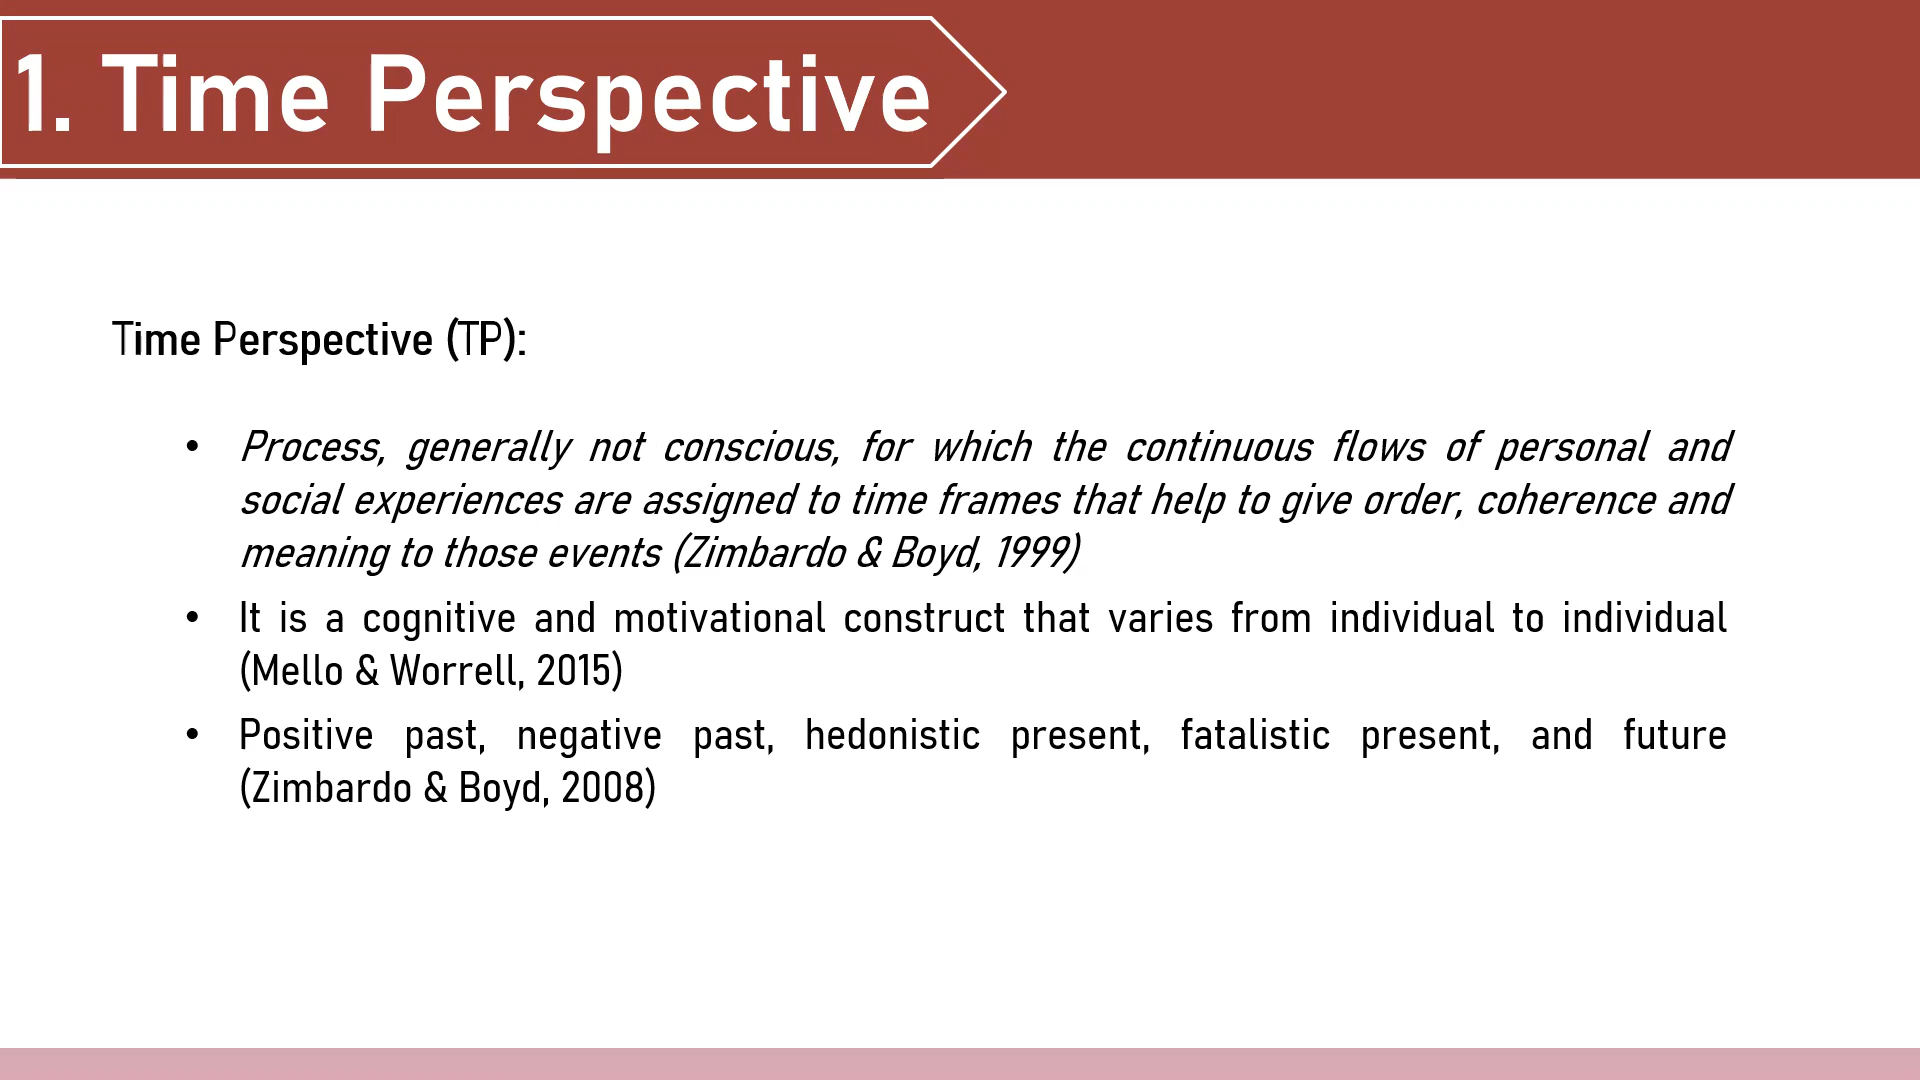 1. Time Perspective
Time Perspective (TP):
• Process, generally not conscious, for which the continuous flows of personal and
social experiences are assigned to time frames that help to give order, coherence and
meaning to those events (Zimbardo & Boyd, 1999)
• It is a cognitive and motivational construct that varies from individual to individual
(Mello & Worrell, 2015)
• Positive past, negative past, hedonistic present, fatalistic present, and future
(Zimbardo & Boyd, 2008)